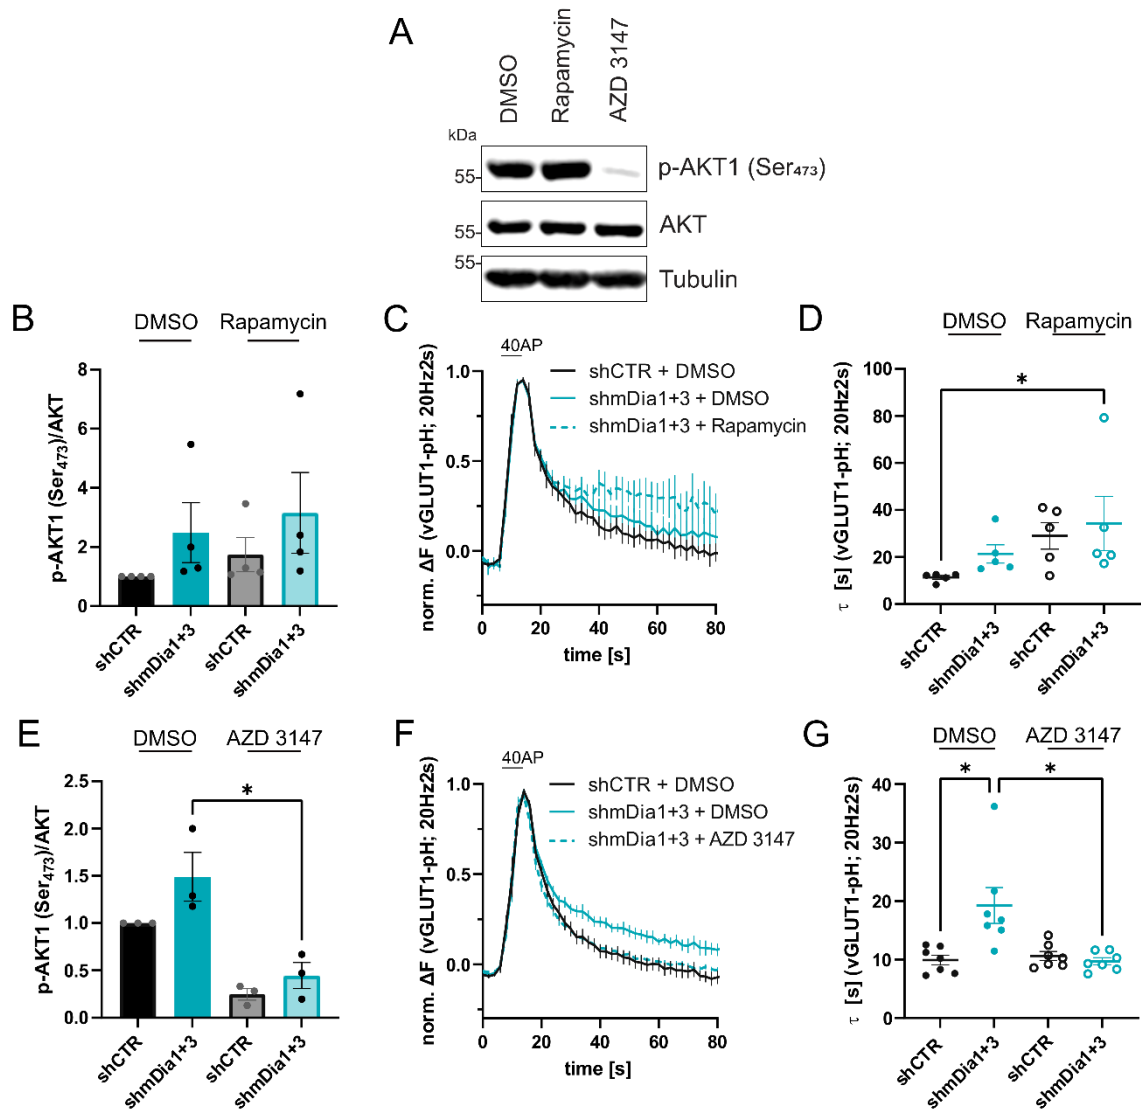 A
DMSO
Rapamycin
AZD 3147
kDa
55
p-AKT1 (Ser₄₇₃)
55
AKT
55
Tubulin
B
DMSO Rapamycin
p-AKT1 (Ser₄₇₃)/AKT
8
6
4
2
0
shCTR
shmDia1+3
shCTR
shmDia1+3
C
40AP
shCTR + DMSO
shmDia1+3 + DMSO
shmDia1+3 + Rapamycin
norm. ΔF (vGLUT1-pH; 20Hz2s)
1.0
0.5
0.0
0 20 40 60 80
time [s]
D
DMSO Rapamycin
*
τ [s] (vGLUT1-pH; 20Hz2s)
100
80
60
40
20
0
shCTR
shmDia1+3
shCTR
shmDia1+3
E
DMSO AZD 3147
*
p-AKT1 (Ser₄₇₃)/AKT
2.5
2.0
1.5
1.0
0.5
0.0
shCTR
shmDia1+3
shCTR
shmDia1+3
F
40AP
shCTR + DMSO
shmDia1+3 + DMSO
shmDia1+3 + AZD 3147
norm. ΔF (vGLUT1-pH; 20Hz2s)
1.0
0.5
0.0
0 20 40 60 80
time [s]
G
DMSO AZD 3147
* *
τ [s] (vGLUT1-pH; 20Hz2s)
40
30
20
10
0
shCTR
shmDia1+3
shCTR
shmDia1+3